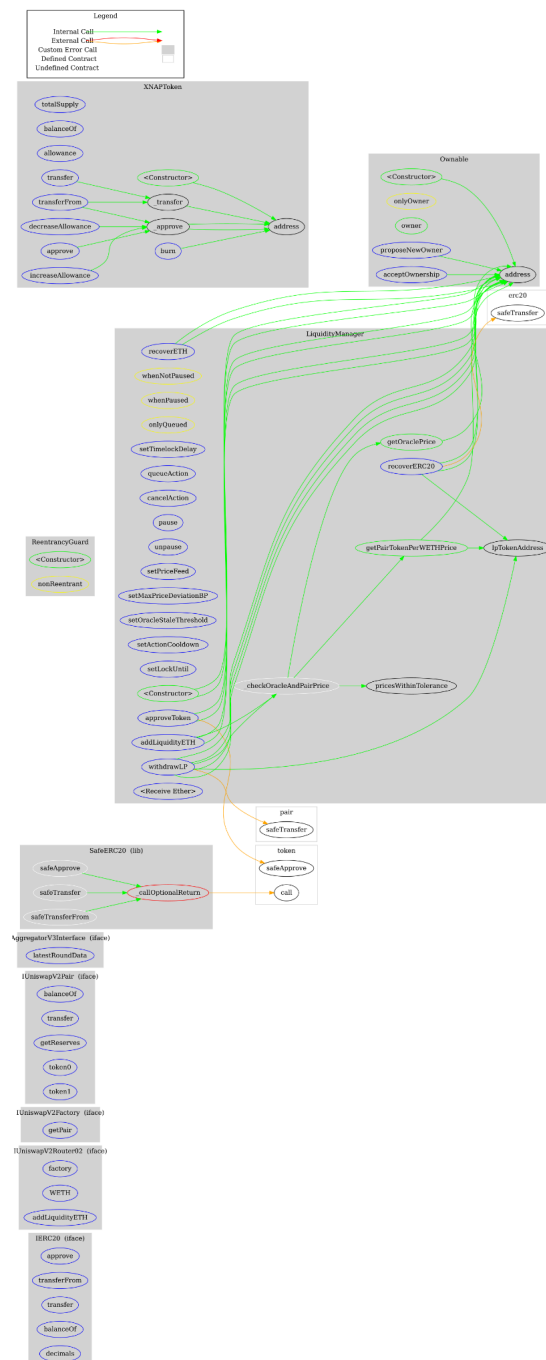 Legend
Internal Call
External Call
Custom Error Call
Defined Contract
Undefined Contract
XNAPToken
totalSupply
balanceOf
allowance
transfer
<Constructor>
transferFrom
_transfer
decreaseAllowance
_approve
address
approve
burn
increaseAllowance
Ownable
<Constructor>
onlyOwner
owner
proposeNewOwner
acceptOwnership
address
erc20
safeTransfer
LiquidityManager
recoverETH
whenNotPaused
whenPaused
onlyQueued
setTimelockDelay
queueAction
cancelAction
pause
unpause
setPriceFeed
setMaxPriceDeviationBP
setOracleStaleThreshold
setActionCooldown
setLockUntil
<Constructor>
approveToken
addLiquidityETH
withdrawLP
<Receive Ether>
getOraclePrice
recoverERC20
getPairTokenPerWETHPrice
lpTokenAddress
checkOracleAndPairPrice
pricesWithinTolerance
ReentrancyGuard
<Constructor>
nonReentrant
pair
safeTransfer
token
safeApprove
call
SafeERC20 (lib)
safeApprove
safeTransfer
_callOptionalReturn
safeTransferFrom
AggregatorV3Interface (iface)
latestRoundData
IUniswapV2Pair (iface)
balanceOf
transfer
getReserves
token0
token1
IUniswapV2Factory (iface)
getPair
IUniswapV2Router02 (iface)
factory
WETH
addLiquidityETH
IERC20 (iface)
approve
transferFrom
transfer
balanceOf
decimals